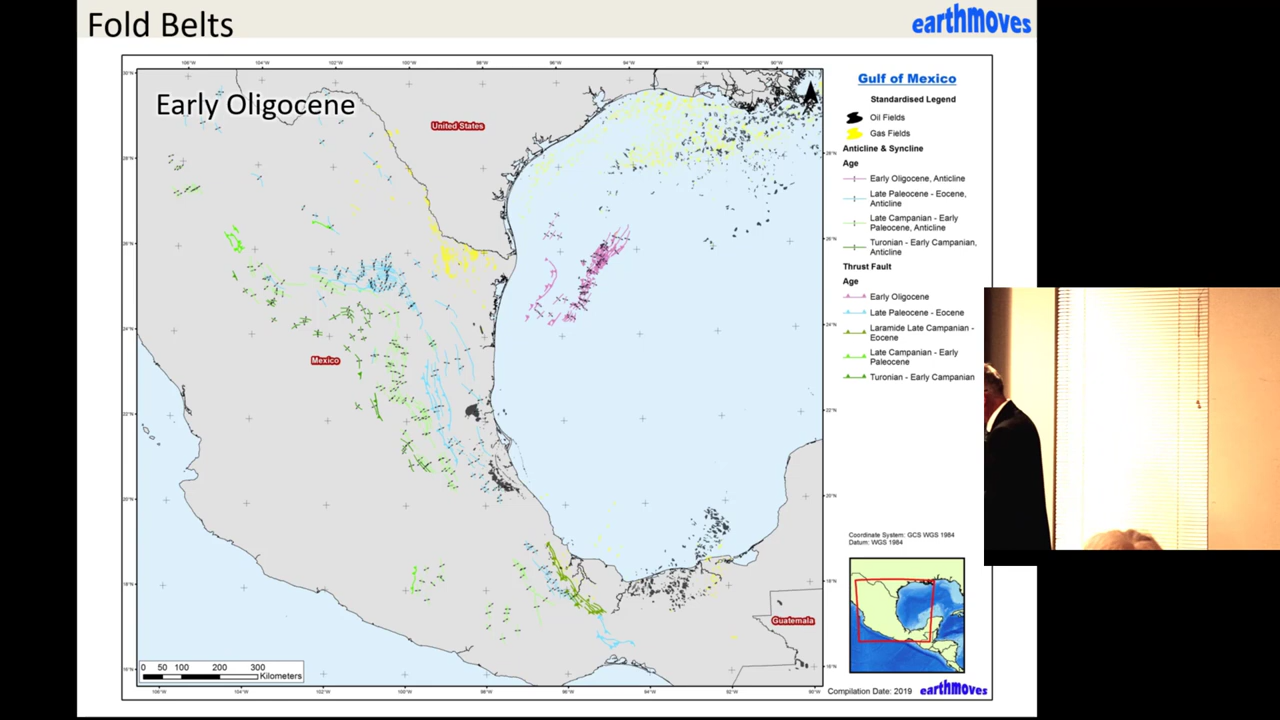 Fold Belts
earthmoves
Early Oligocene
United States
Mexico
Guatemala
Gulf of Mexico
Standardised Legend
Oil Fields
Gas Fields
Anticline & Syncline
Age
Early Oligocene, Anticline
Late Paleocene - Eocene,
Anticline
Late Campanian - Early
Paleocene, Anticline
Turonian - Early Campanian,
Anticline
Thrust Fault
Age
Early Oligocene
Late Paleocene - Eocene
Laramide Late Campanian -
Eocene
Late Campanian - Early
Paleocene
Turonian - Early Campanian
Coordinate System: GCS WGS 1984
Datum: WGS 1984
0 50 100 200 300
Kilometers
Compilation Date: 2019
earthmoves